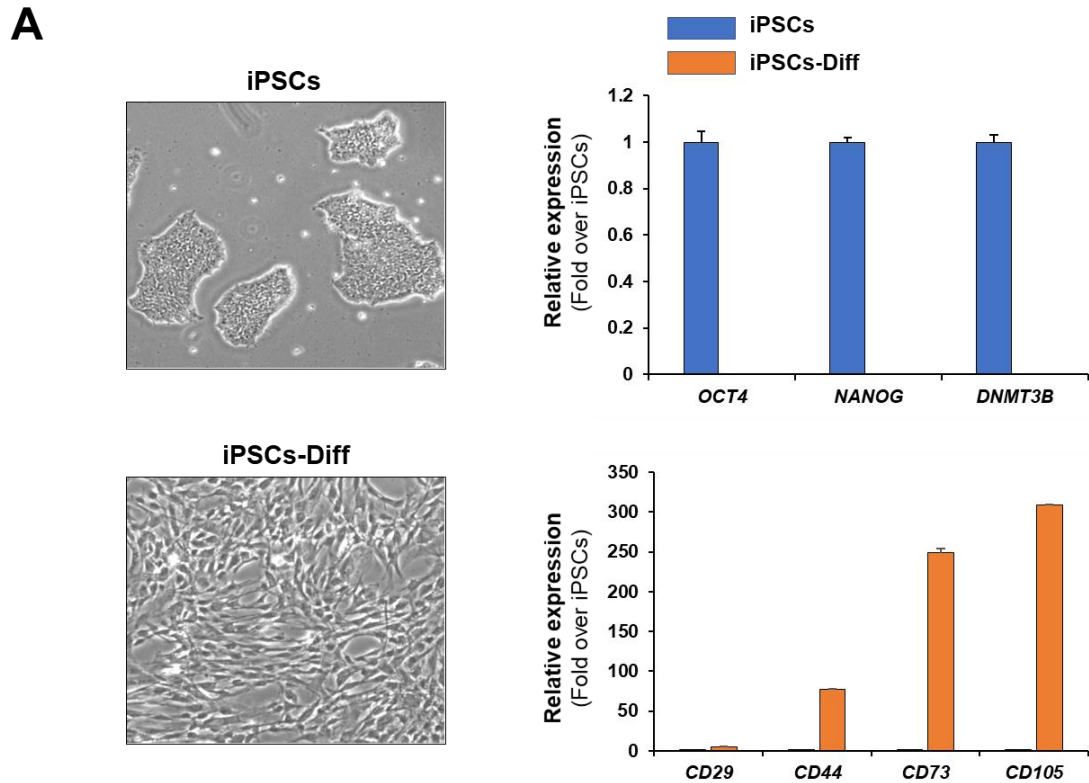 A
iPSCs
iPSCs-Diff
iPSCs
Relative expression
(Fold over iPSCs)
1.2
1
0.8
0.6
0.4
0.2
0
OCT4 NANOG DNMT3B
iPSCs-Diff
Relative expression
(Fold over iPSCs)
350
300
250
200
150
100
50
0
CD29 CD44 CD73 CD105